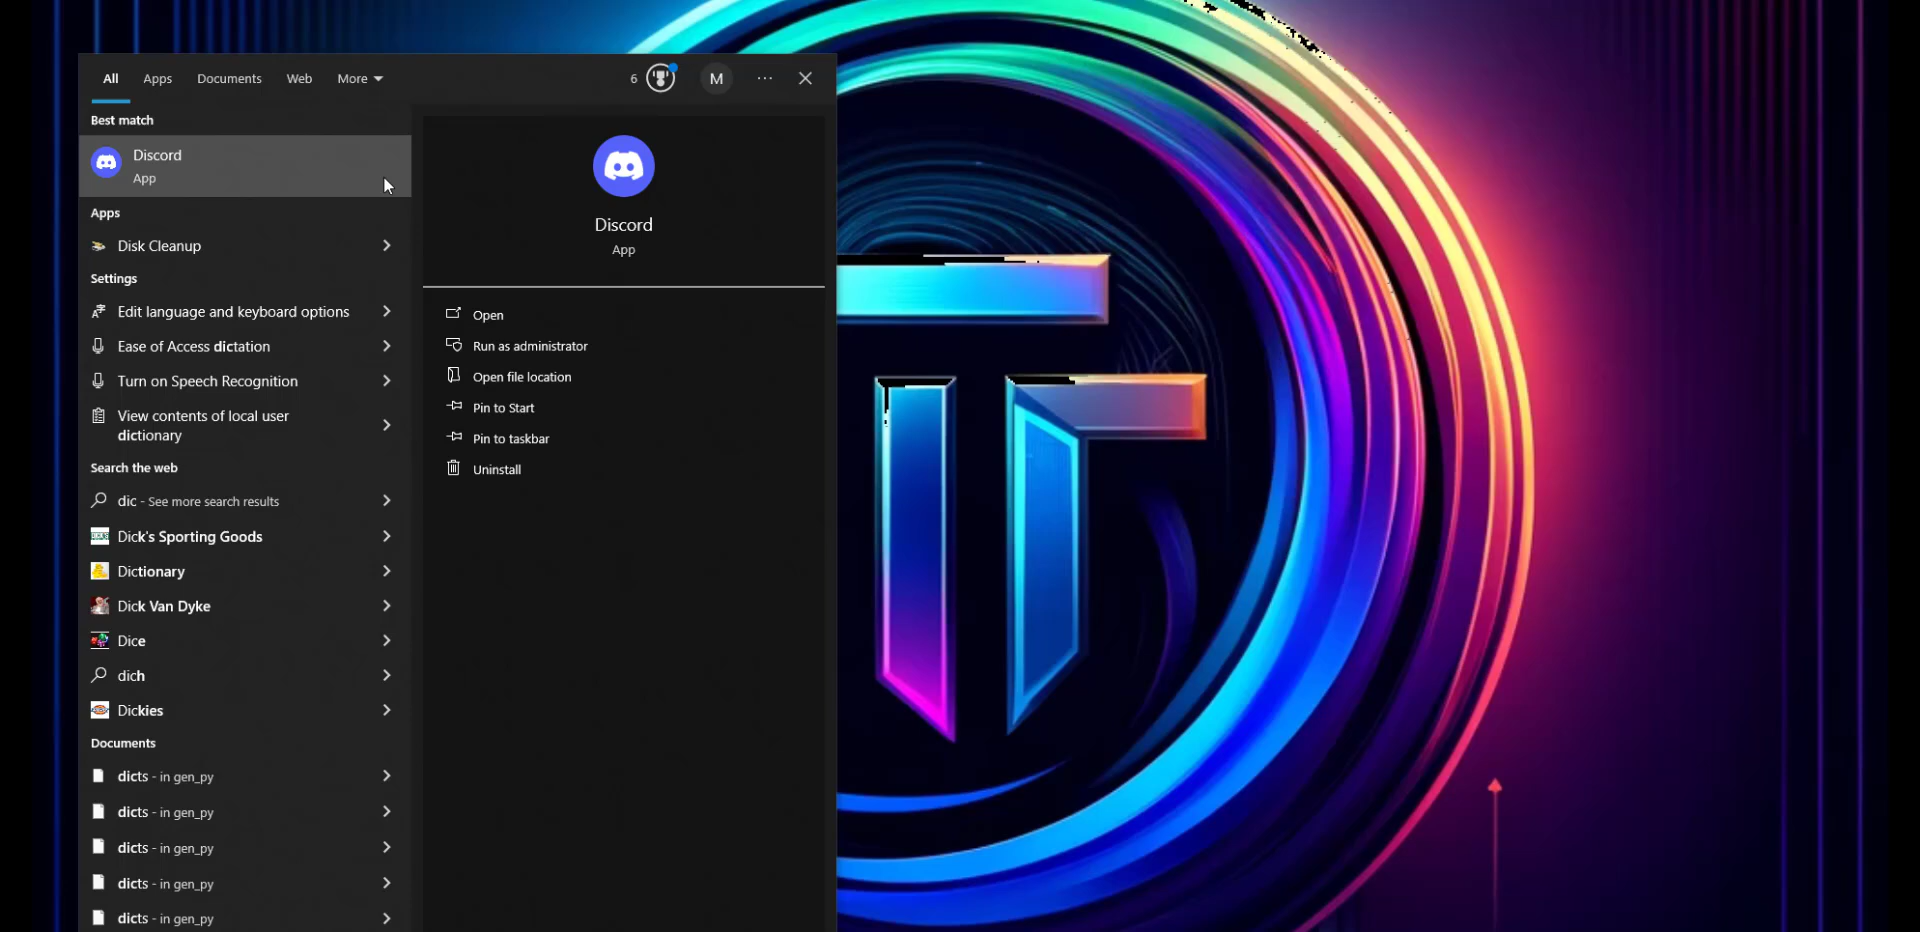 All Apps Documents Web More 6 M
Best match
Discord
App
Apps
Disk Cleanup
Settings
Edit language and keyboard options
Ease of Access dictation
Turn on Speech Recognition
View contents of local user
dictionary
Search the web
dic - See more search results
Dick's Sporting Goods
Dictionary
Dick Van Dyke
Dice
dich
Dickies
Documents
dicts - in gen_py
dicts - in gen_py
dicts - in gen_py
dicts - in gen_py
dicts - in gen_py
Discord
App
Open
Run as administrator
Open file location
Pin to Start
Pin to taskbar
Uninstall